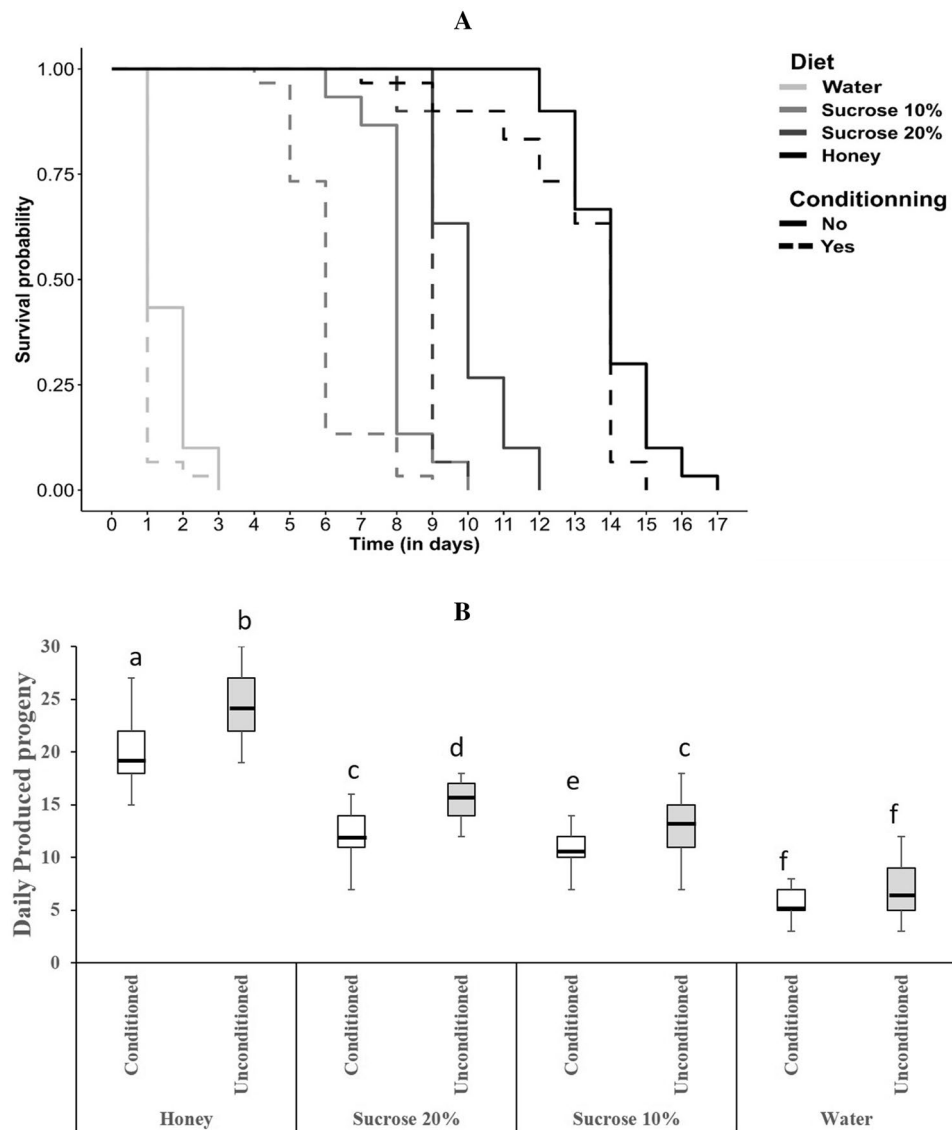 A
Survival probability
1.00
0.75
0.50
0.25
0.00
0 1 2 3 4 5 6 7 8 9 10 11 12 13 14 15 16 17
Time (in days)
Diet
Water
Sucrose 10%
Sucrose 20%
Honey
Conditionning
No
Yes
B
Daily Produced progeny
30
25
20
15
10
5
0
a
b
c
d
e
c
f
f
Conditioned
Unconditioned
Conditioned
Unconditioned
Conditioned
Unconditioned
Conditioned
Unconditioned
Honey
Sucrose 20%
Sucrose 10%
Water